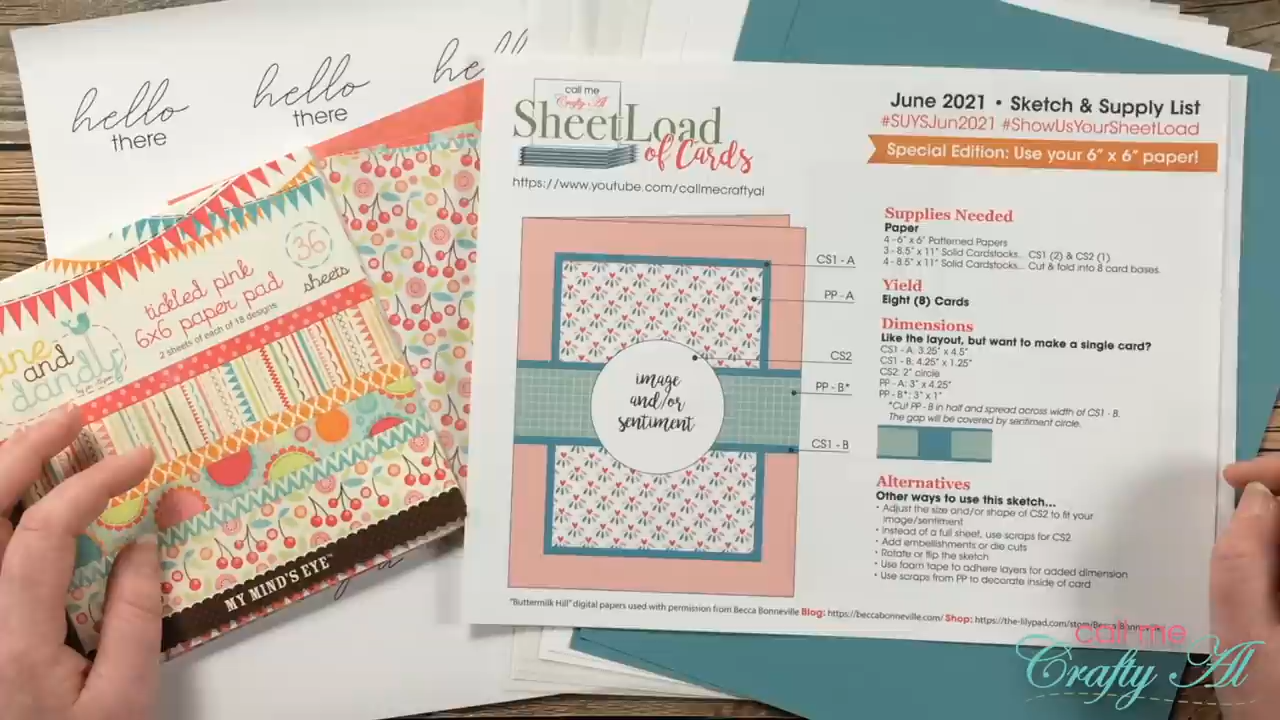 hello
there
hello
there
he
36
sheets
tickled pink
6x6 paper pad
2 sheets of each of 18 designs
and
dandy
MY MIND'S EYE™
call me
Crafty Al
SheetLoad
of Cards
https://www.youtube.com/callmecraftyal
June 2021 • Sketch & Supply List
#SUYSJun2021 #ShowUsYourSheetLoad
Special Edition: Use your 6" x 6" paper!
CS1 - A
PP - A
CS2
PP - B*
CS1 - B
image
and/or
sentiment
Supplies Needed
Paper
4 - 6" x 6" Patterned Papers
3 - 8.5" x 11" Solid Cardstocks... CS1 (2) & CS2 (1)
4 - 8.5" x 11" Solid Cardstocks... Cut & fold into 8 card bases.
Yield
Eight (8) Cards
Dimensions
Like the layout, but want to make a single card?
CS1 - A: 3.25" x 4.5"
CS1 - B: 4.25" x 1.25"
CS2: 2" circle
PP - A: 3" x 4.25"
PP - B*: 3" x 1"
*Cut PP - B in half and spread across width of CS1 - B.
The gap will be covered by sentiment circle.
Alternatives
Other ways to use this sketch...
• Adjust the size and/or shape of CS2 to fit your
image/sentiment
• Instead of a full sheet, use scraps for CS2
• Add embellishments or die cuts
• Rotate or flip the sketch
• Use foam tape to adhere layers for added dimension
• Use scraps from PP to decorate inside of card
"Buttermilk Hill" digital papers used with permission from Becca Bonneville Blog: https://beccabonneville.com/ Shop: https://the-lilypad.com/store/Becca-Bonneville
call me
Crafty Al